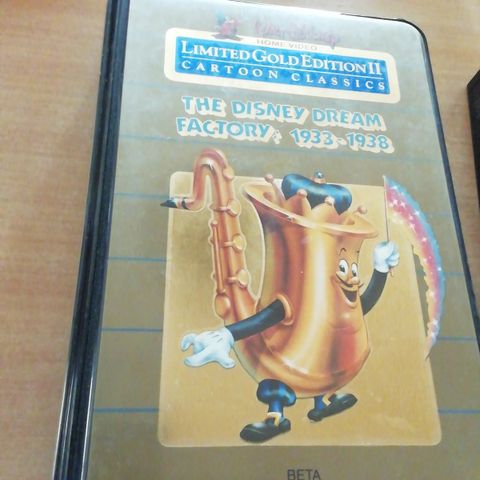 Walt Disney
HOME VIDEO
LIMITED GOLD EDITION II
CARTOON CLASSICS
THE DISNEY DREAM
FACTORY: 1933-1938
BETA